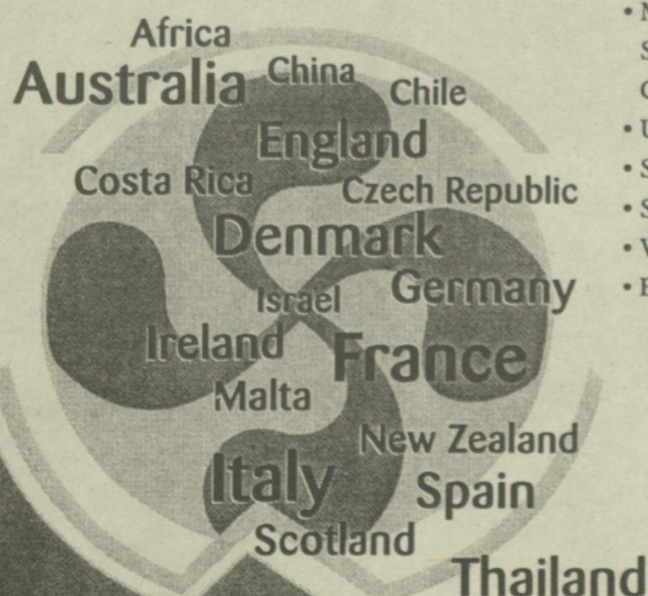 Africa
Australia
China
Chile
England
Costa Rica
Czech Republic
Denmark
Israel
Germany
Ireland
France
Malta
New Zealand
Italy
Spain
Scotland
Thailand